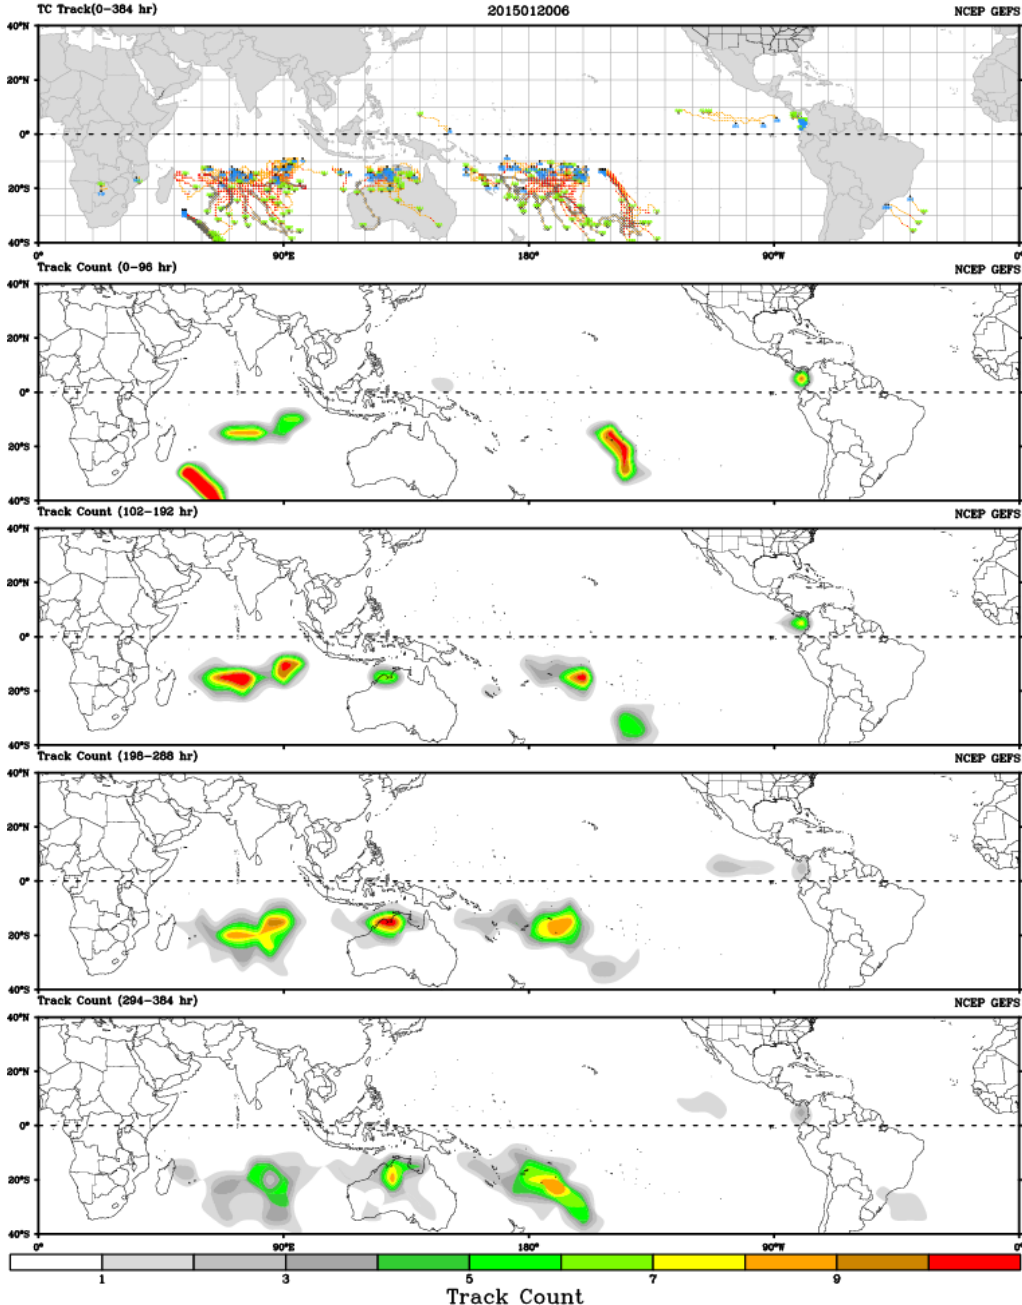 TC Track(0-384 hr) 2015012006 NCEP GEFS
40°N
20°N
0°
20°S
40°S
0° 90°E 180° 90°W 0°
Track Count (0-96 hr) NCEP GEFS
40°N
20°N
0°
20°S
40°S
Track Count (102-192 hr) NCEP GEFS
40°N
20°N
0°
20°S
40°S
Track Count (198-288 hr) NCEP GEFS
40°N
20°N
0°
20°S
40°S
Track Count (294-384 hr) NCEP GEFS
40°N
20°N
0°
20°S
40°S
0° 90°E 180° 90°W 0°
1 3 5 7 9
Track Count